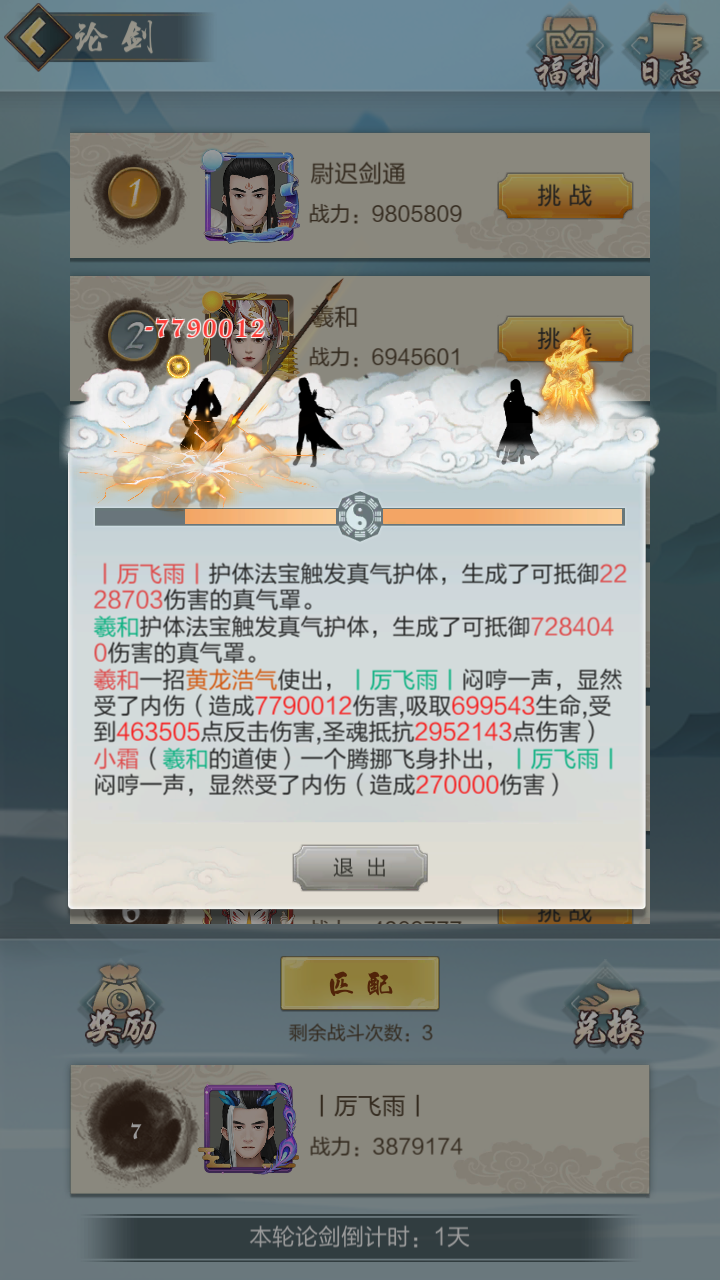 论剑
福利
日志
1
尉迟剑通
战力：9805809
挑战
2
-7790012
羲和
战力：6945601
挑战
丨厉飞雨丨护体法宝触发真气护体，生成了可抵御22
28703伤害的真气罩。
羲和护体法宝触发真气护体，生成了可抵御728404
0伤害的真气罩。
羲和一招黄龙浩气使出，丨厉飞雨丨闷哼一声，显然
受了内伤（造成7790012伤害,吸取699543生命,受
到463505点反击伤害,圣魂抵抗2952143点伤害）
小霜（羲和的道使）一个腾挪飞身扑出，丨厉飞雨丨
闷哼一声，显然受了内伤（造成270000伤害）
退出
6
挑战
奖励
匹配
剩余战斗次数：3
兑换
7
丨厉飞雨丨
战力：3879174
本轮论剑倒计时：1天